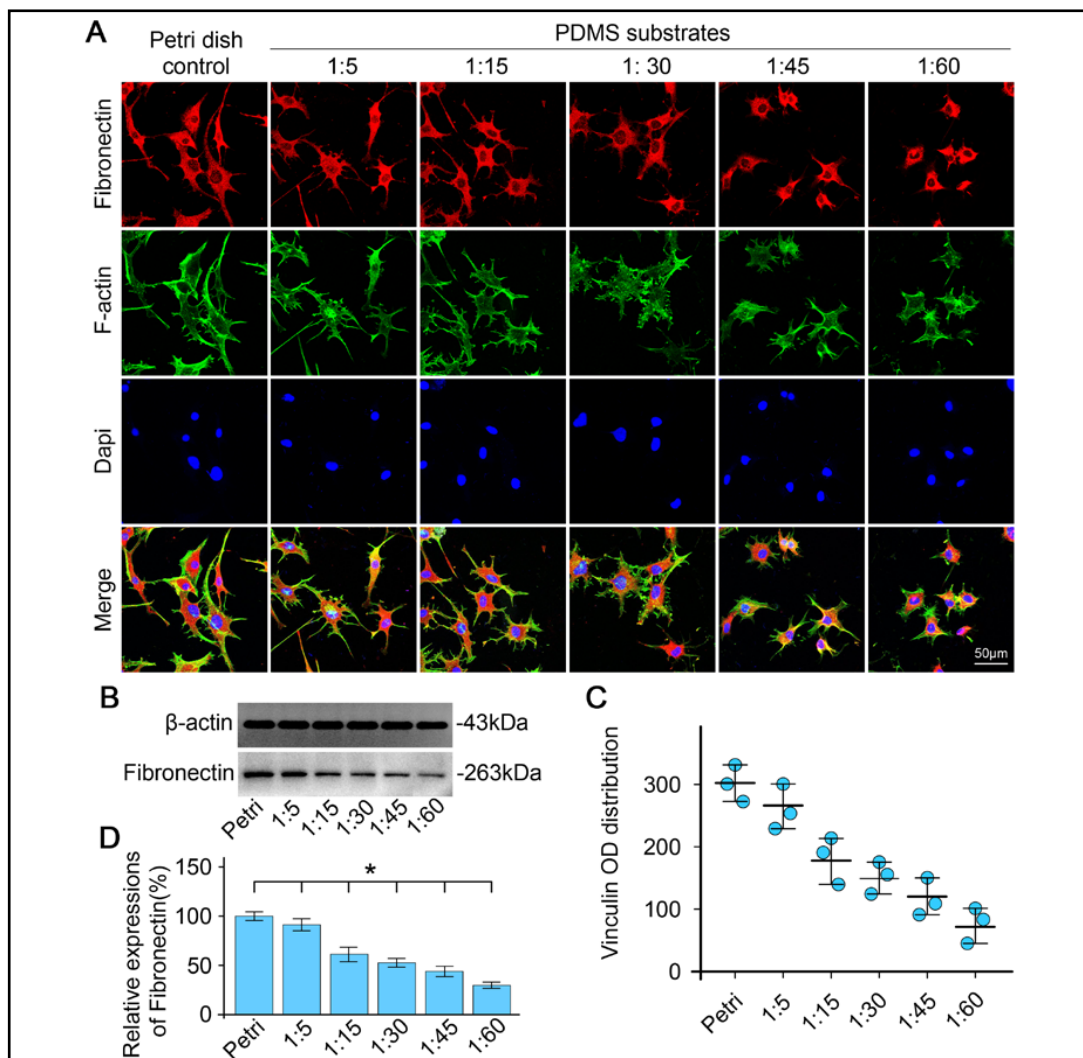 A
Petri dish
control
PDMS substrates
1:5 1:15 1: 30 1:45 1:60
Fibronectin
F-actin
Dapi
Merge
50µm
B
β-actin
-43kDa
Fibronectin
-263kDa
Petri 1:5 1:15 1:30 1:45 1:60
C
Vinculin OD distribution
300
200
100
0
Petri 1:5 1:15 1:30 1:45 1:60
D
Relative expressions
of Fibronectin(%)
150
100
50
0
*
Petri 1:5 1:15 1:30 1:45 1:60